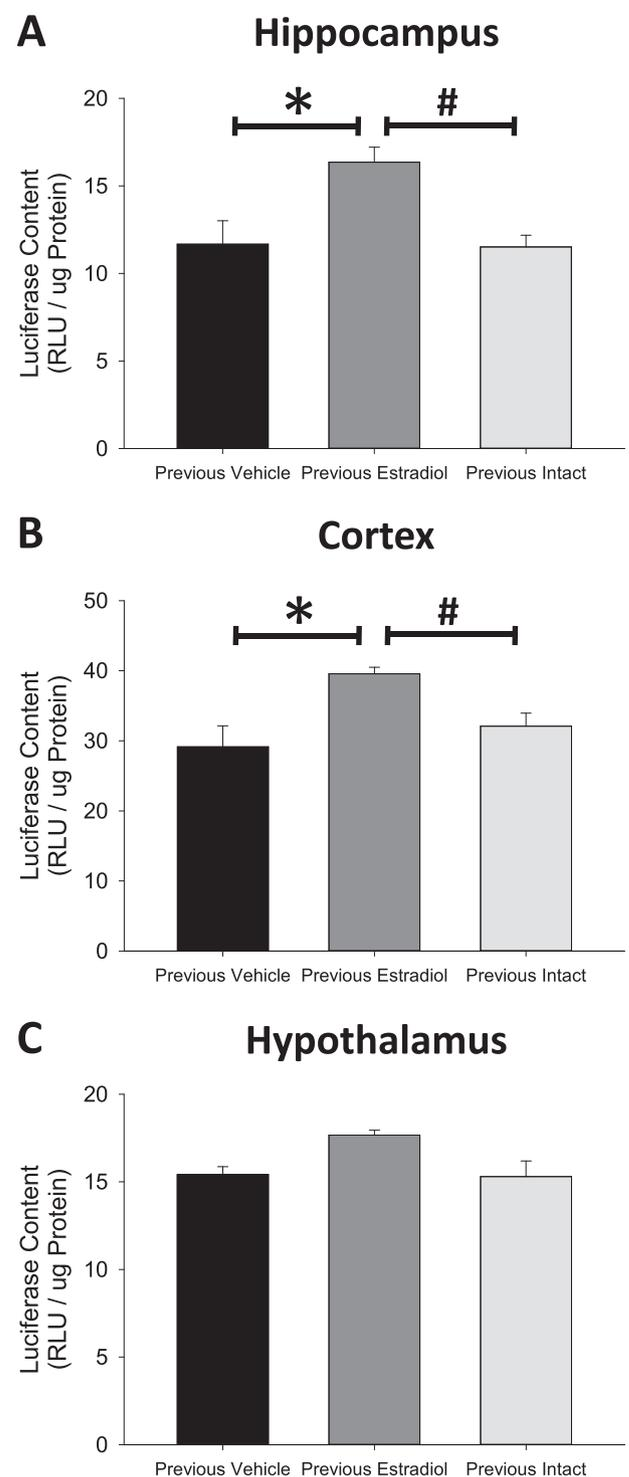 A Hippocampus
* #
20
15
10
5
0
Luciferase Content
(RLU / ug Protein)
Previous Vehicle Previous Estradiol Previous Intact
B Cortex
* #
50
40
30
20
10
0
Luciferase Content
(RLU / ug Protein)
Previous Vehicle Previous Estradiol Previous Intact
C Hypothalamus
20
15
10
5
0
Luciferase Content
(RLU / ug Protein)
Previous Vehicle Previous Estradiol Previous Intact